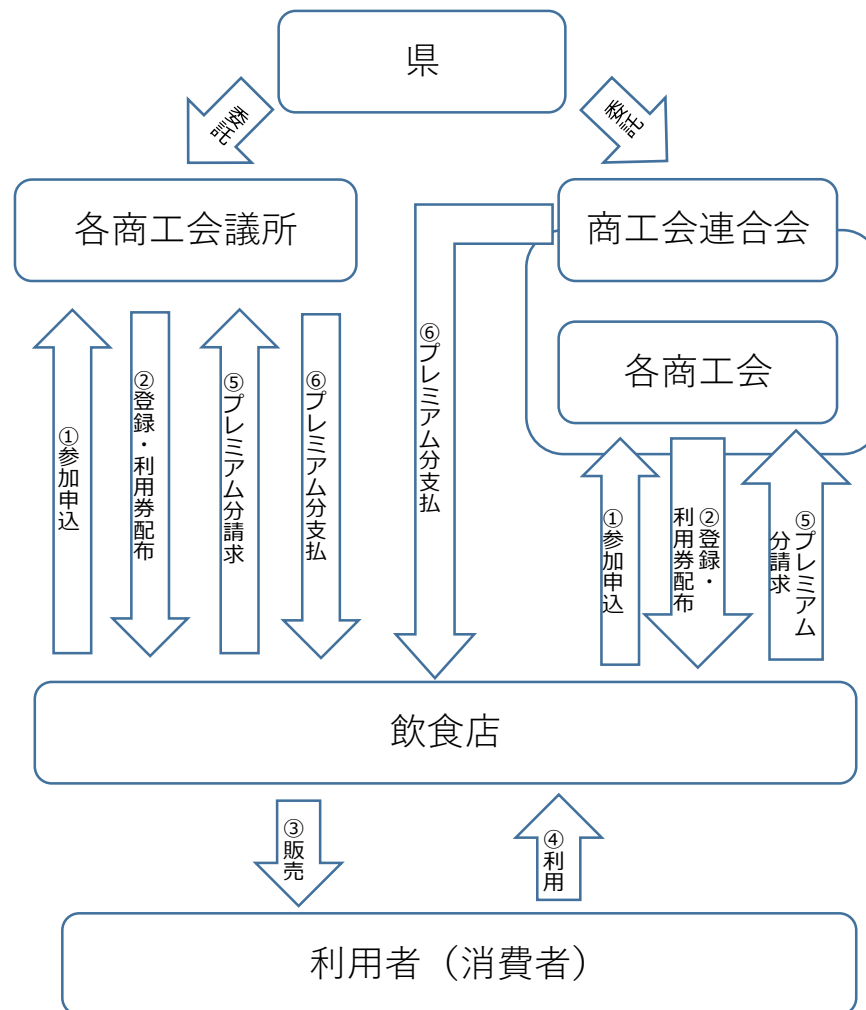 県
委託
委託
各商工会議所
商工会連合会
各商工会
①参加申込
②登録・利用券配布
⑤プレミアム分請求
⑥プレミアム分支払
⑥プレミアム分支払
①参加申込
②登録・
利用券配布
⑤プレミアム
分請求
飲食店
③販売
④利用
利用者（消費者）